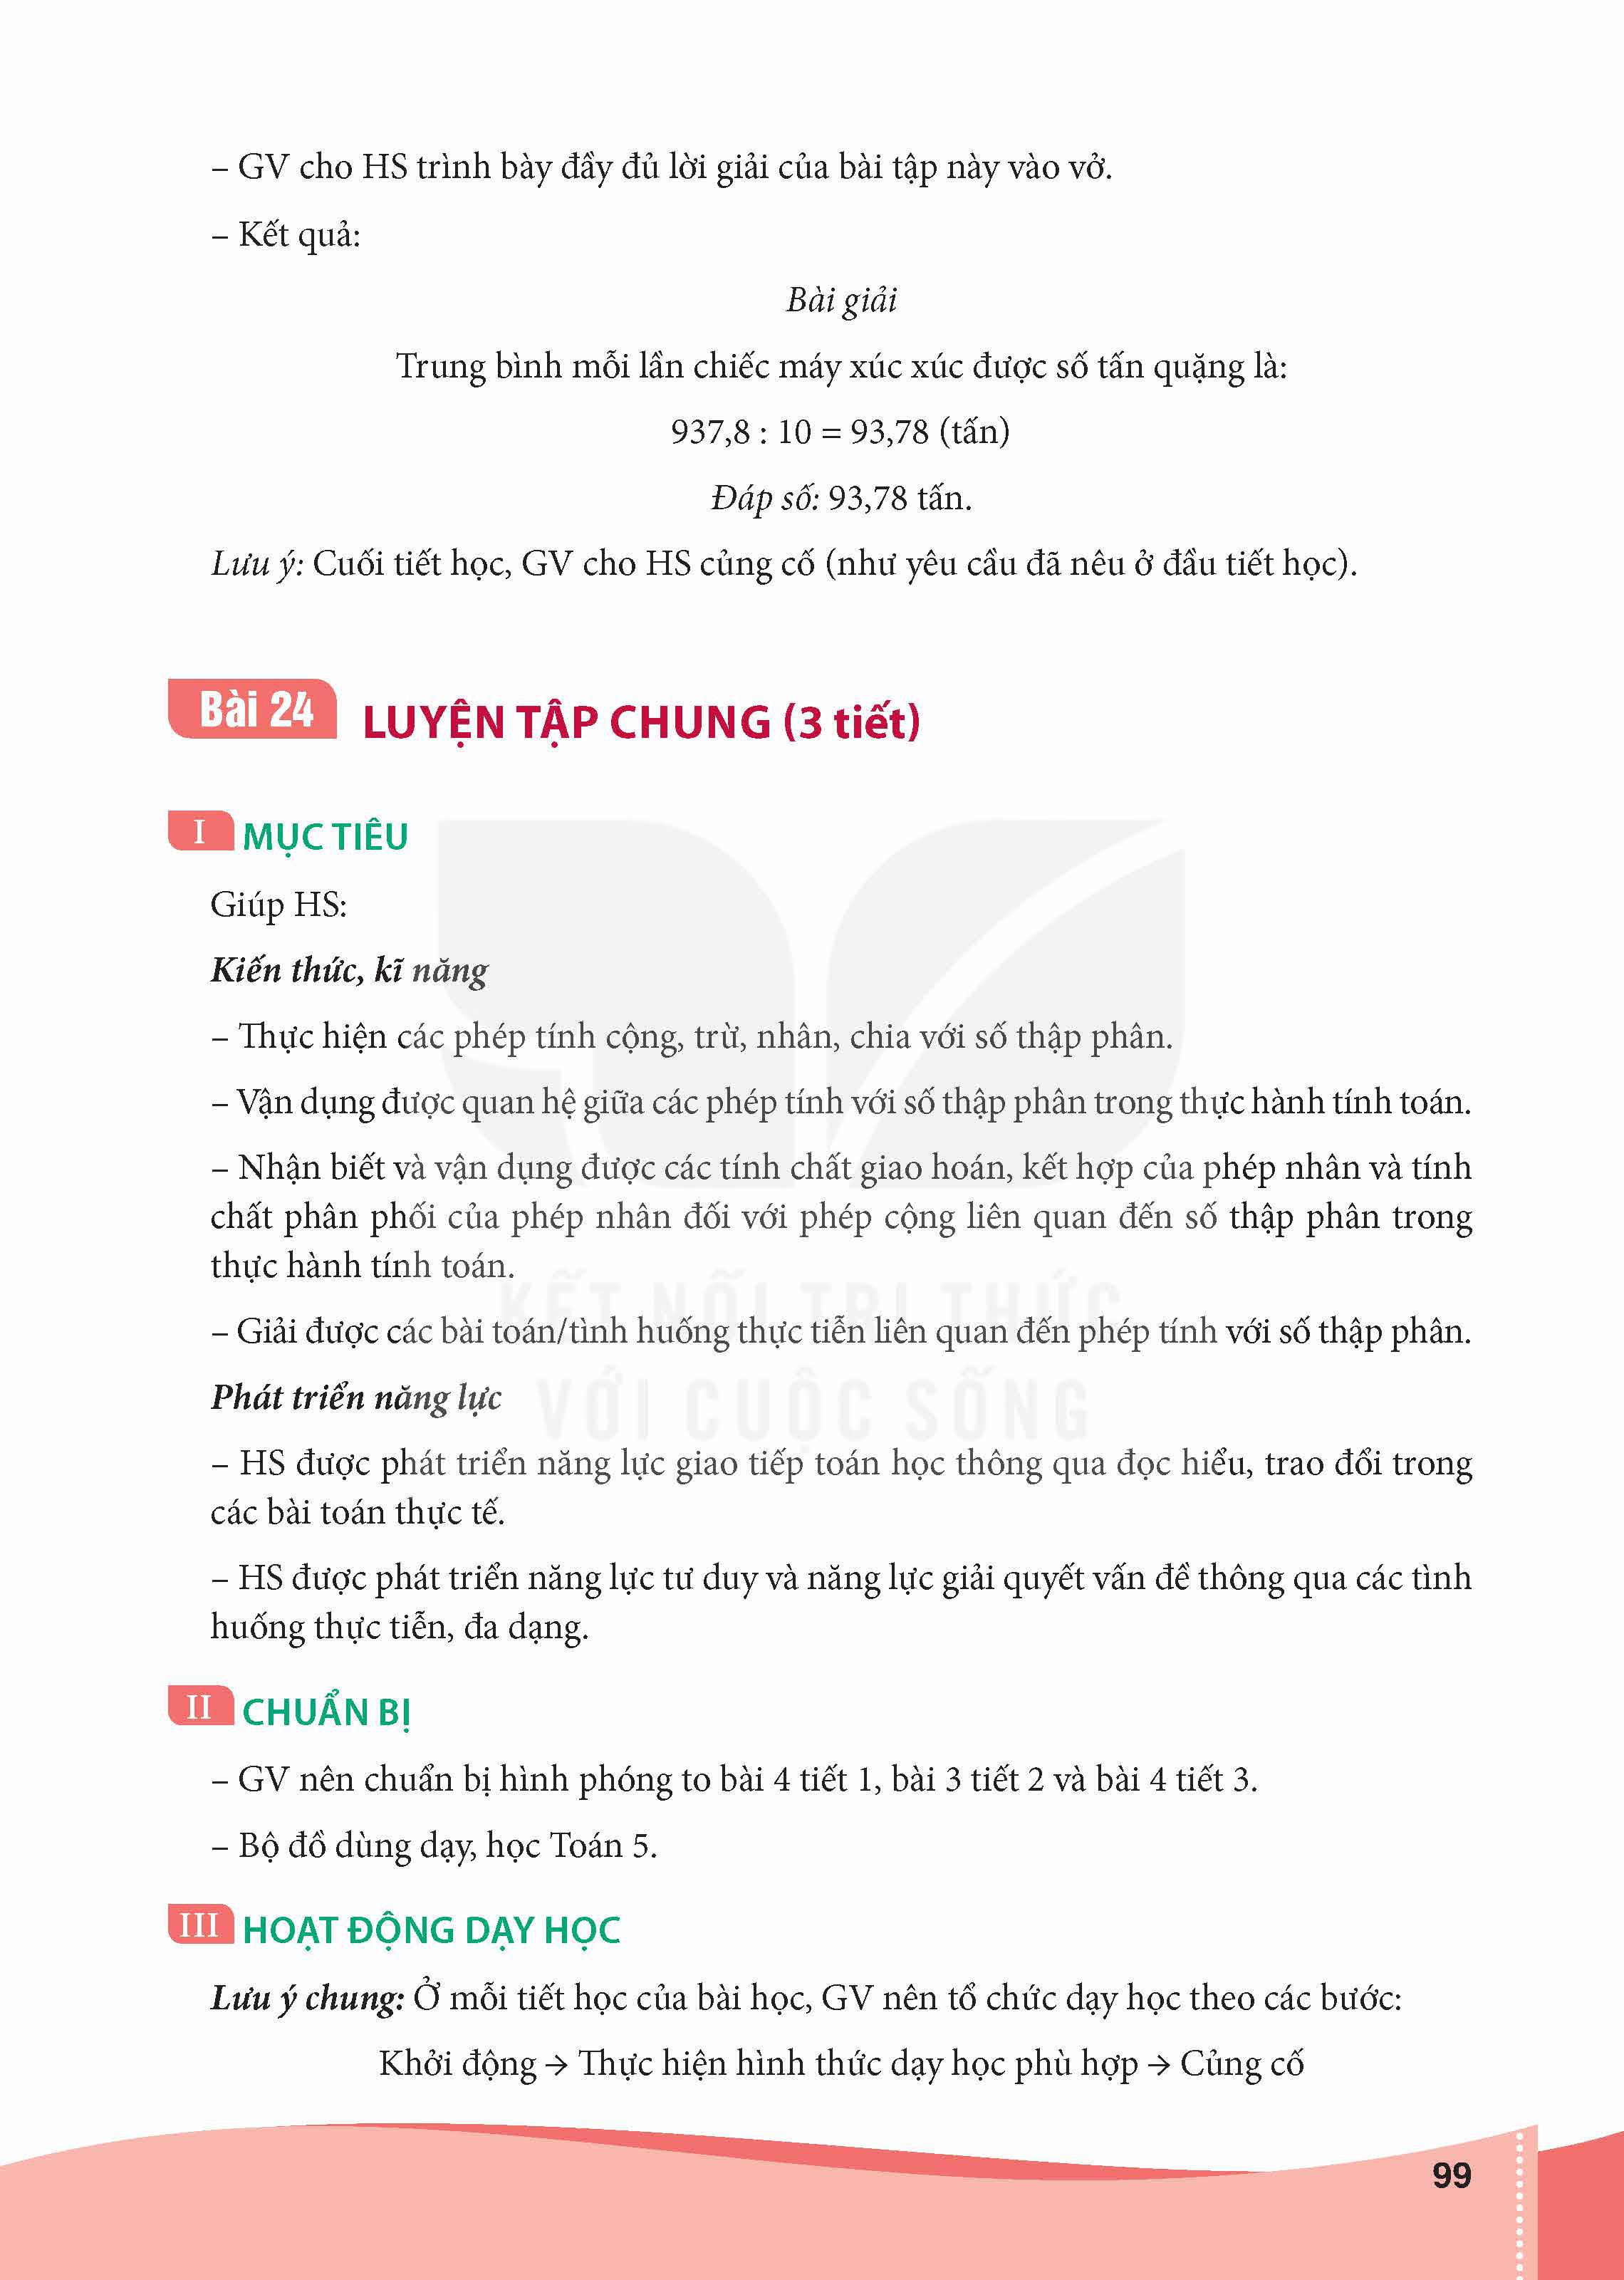 – GV cho HS trình bày đầy đủ lời giải của bài tập này vào vở.
– Kết quả:
Bài giải
Trung bình mỗi lần chiếc máy xúc xúc được số tấn quặng là:
937,8 : 10 = 93,78 (tấn)
Đáp số: 93,78 tấn.
Lưu ý: Cuối tiết học, GV cho HS củng cố (như yêu cầu đã nêu ở đầu tiết học).
Bài 24 LUYỆN TẬP CHUNG (3 tiết)
I MỤC TIÊU
Giúp HS:
Kiến thức, kĩ năng
– Thực hiện các phép tính cộng, trừ, nhân, chia với số thập phân.
– Vận dụng được quan hệ giữa các phép tính với số thập phân trong thực hành tính toán.
– Nhận biết và vận dụng được các tính chất giao hoán, kết hợp của phép nhân và tính
chất phân phối của phép nhân đối với phép cộng liên quan đến số thập phân trong
thực hành tính toán.
KẾT NỐI TRI THỨC
– Giải được các bài toán/tình huống thực tiễn liên quan đến phép tính với số thập phân.
Phát triển năng lực
VỚI CUỘC SỐNG
– HS được phát triển năng lực giao tiếp toán học thông qua đọc hiểu, trao đổi trong
các bài toán thực tế.
– HS được phát triển năng lực tư duy và năng lực giải quyết vấn đề thông qua các tình
huống thực tiễn, đa dạng.
II CHUẨN BỊ
– GV nên chuẩn bị hình phóng to bài 4 tiết 1, bài 3 tiết 2 và bài 4 tiết 3.
– Bộ đồ dùng dạy, học Toán 5.
III HOẠT ĐỘNG DẠY HỌC
Lưu ý chung: Ở mỗi tiết học của bài học, GV nên tổ chức dạy học theo các bước:
Khởi động → Thực hiện hình thức dạy học phù hợp → Củng cố
99